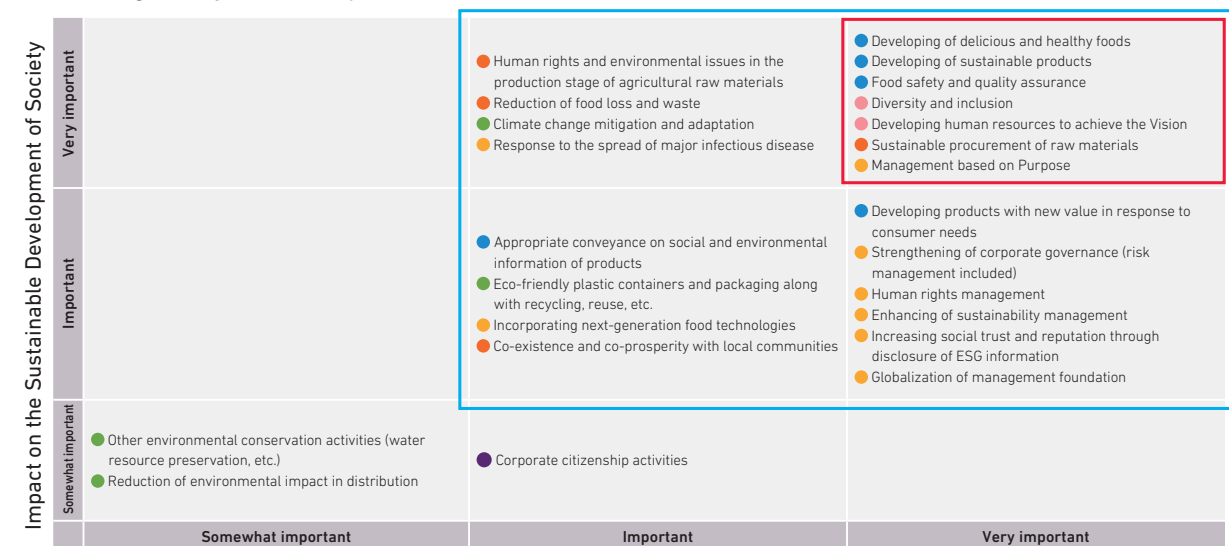 Impact on the Sustainable Development of Society
Very important
Human rights and environmental issues in the
production stage of agricultural raw materials
Reduction of food loss and waste
Climate change mitigation and adaptation
Response to the spread of major infectious disease
Developing of delicious and healthy foods
Developing of sustainable products
Food safety and quality assurance
Diversity and inclusion
Developing human resources to achieve the Vision
Sustainable procurement of raw materials
Management based on Purpose
Important
Appropriate conveyance on social and environmental
information of products
Eco-friendly plastic containers and packaging along
with recycling, reuse, etc.
Incorporating next-generation food technologies
Co-existence and co-prosperity with local communities
Developing products with new value in response to
consumer needs
Strengthening of corporate governance (risk
management included)
Human rights management
Enhancing of sustainability management
Increasing social trust and reputation through
disclosure of ESG information
Globalization of management foundation
Somewhat important
Other environmental conservation activities (water
resource preservation, etc.)
Reduction of environmental impact in distribution
Corporate citizenship activities
Somewhat important
Important
Very important